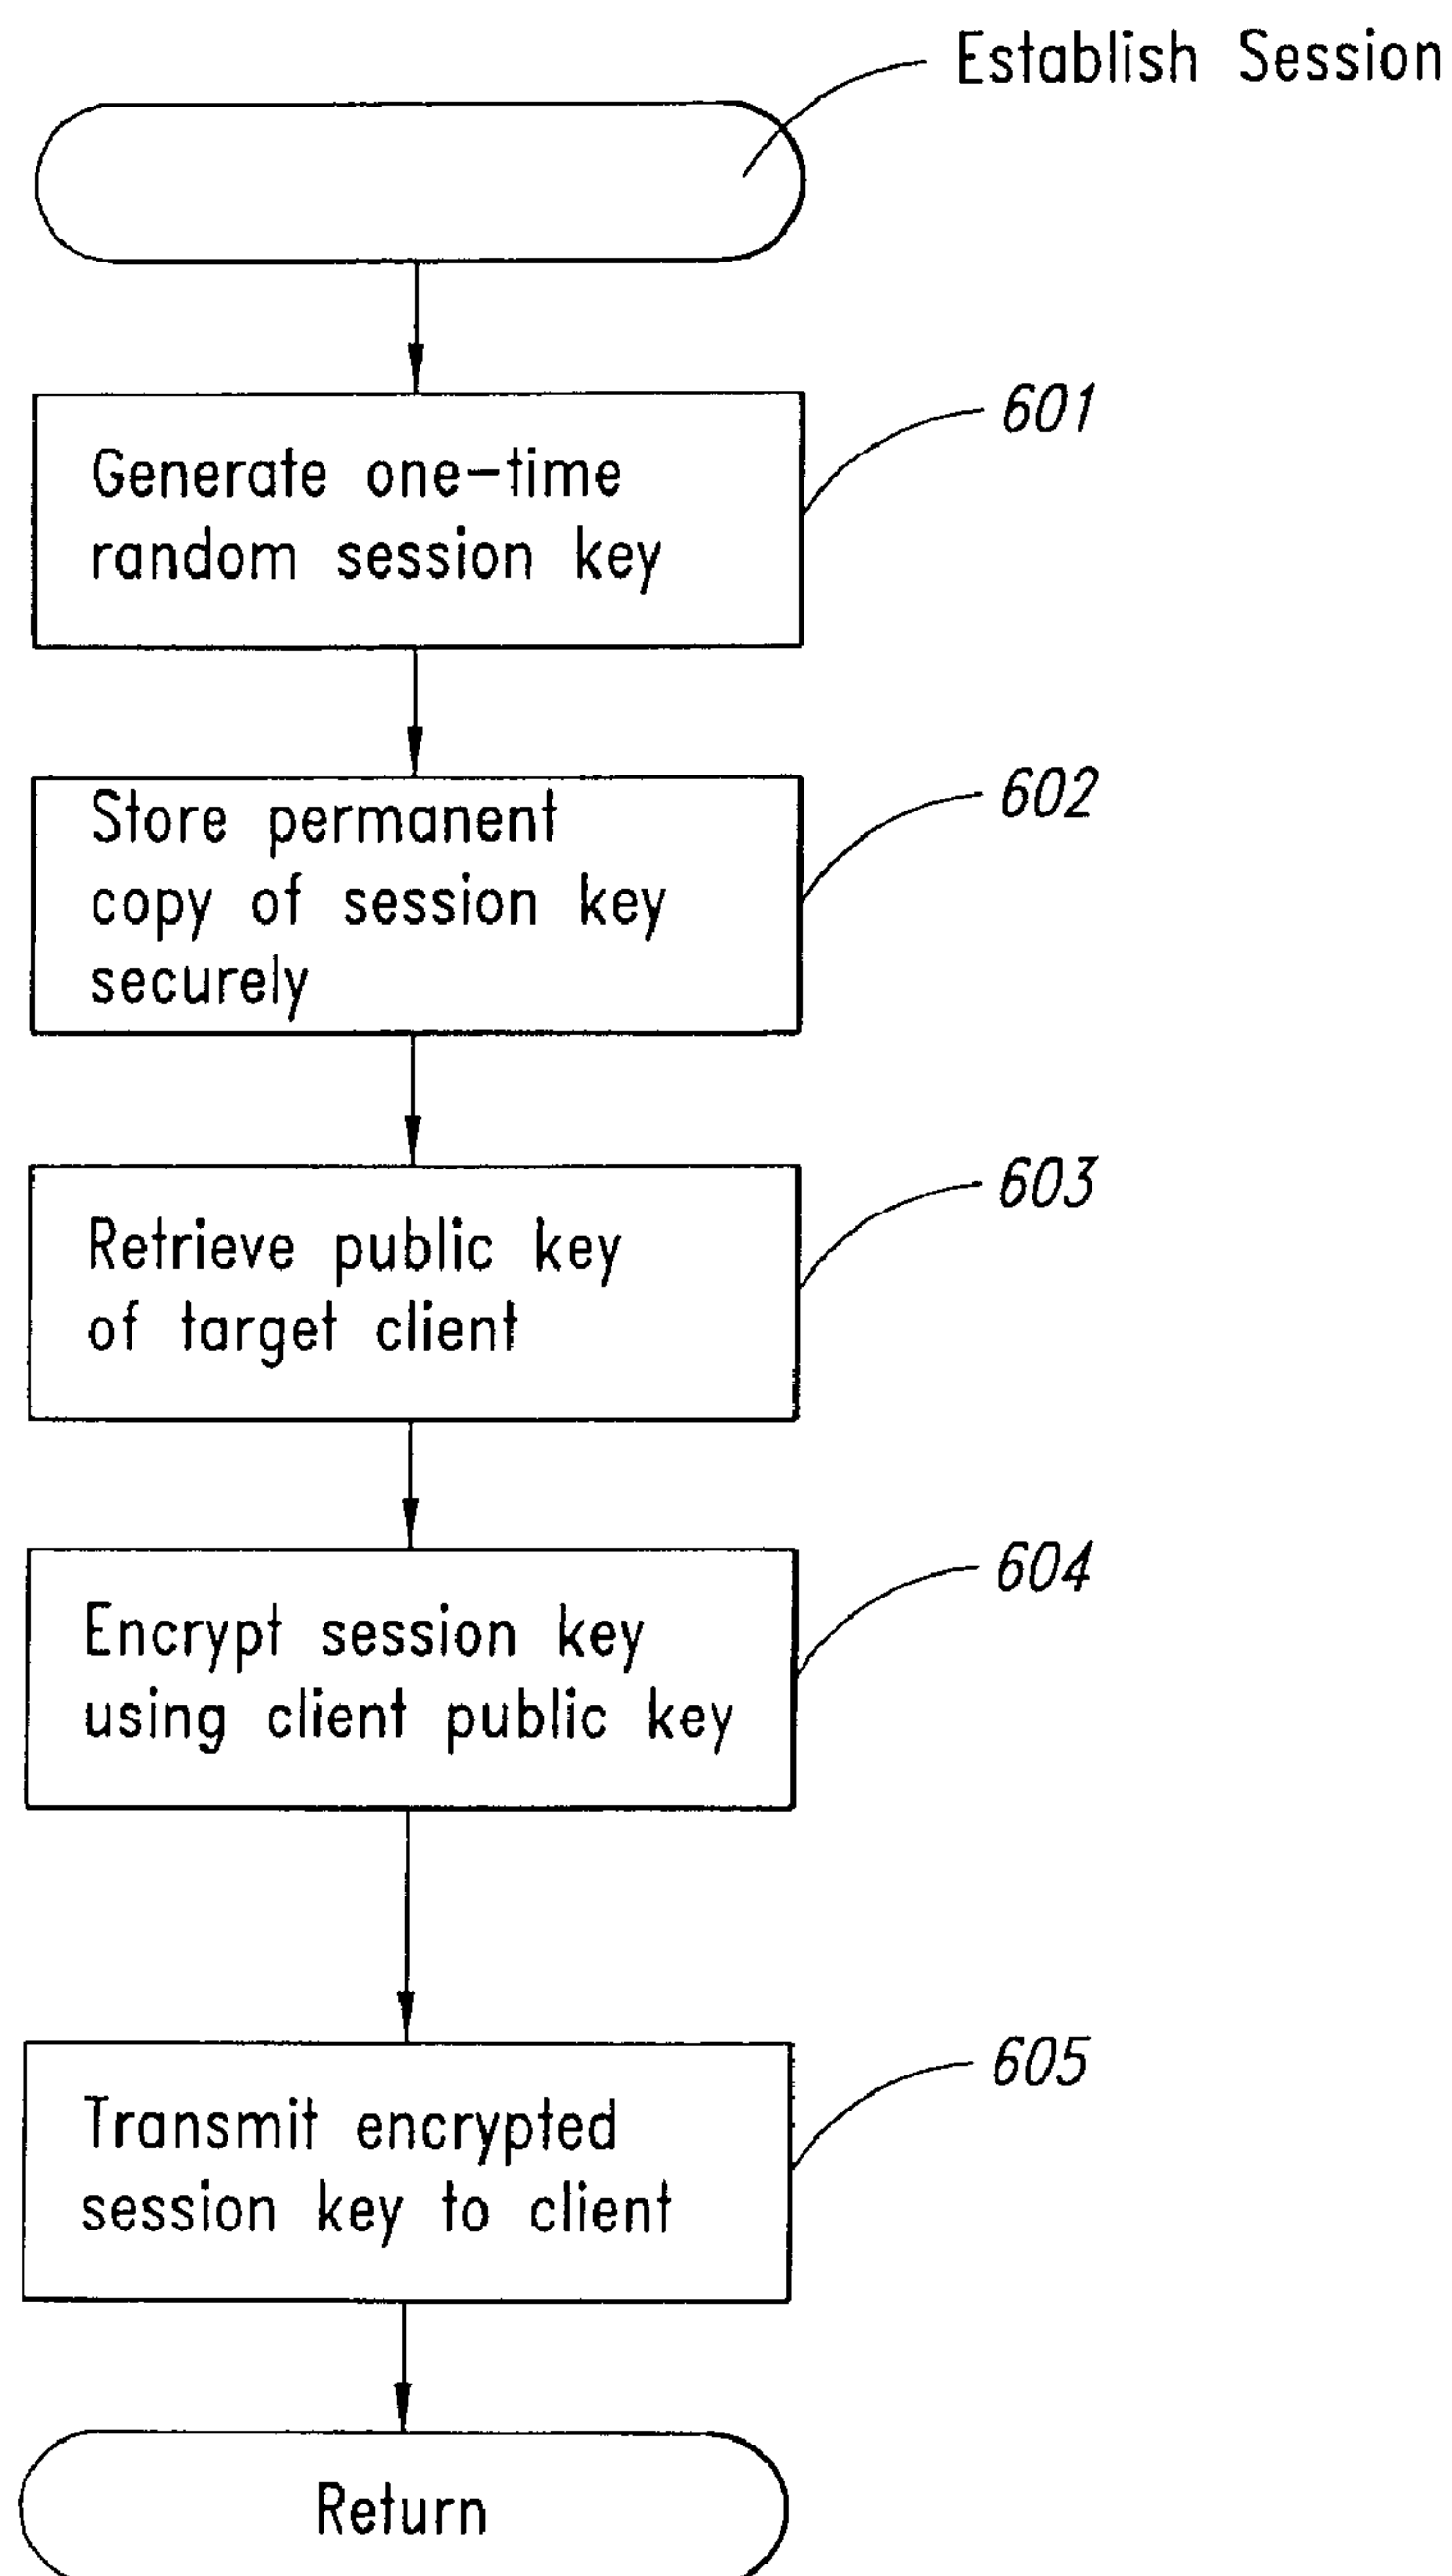 Establish Session
Generate one-time
random session key
601
Store permanent
copy of session key
securely
602
Retrieve public key
of target client
603
Encrypt session key
using client public key
604
Transmit encrypted
session key to client
605
Return